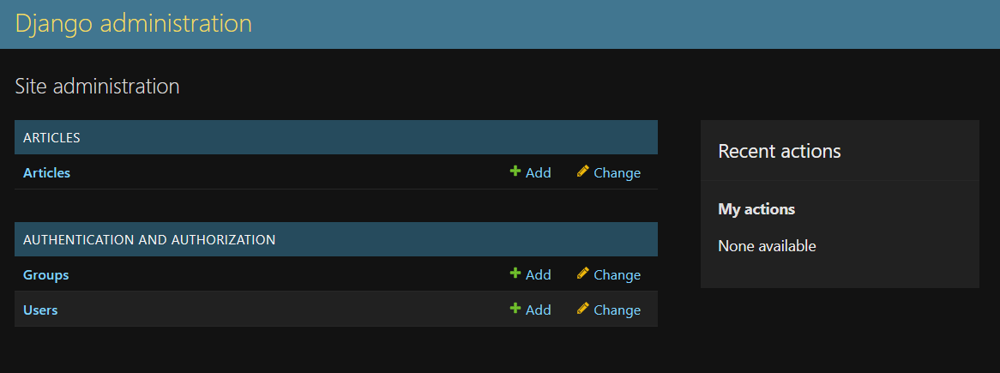 Django administration
Site administration
ARTICLES
Articles Add Change
AUTHENTICATION AND AUTHORIZATION
Groups Add Change
Users Add Change
Recent actions
My actions
None available